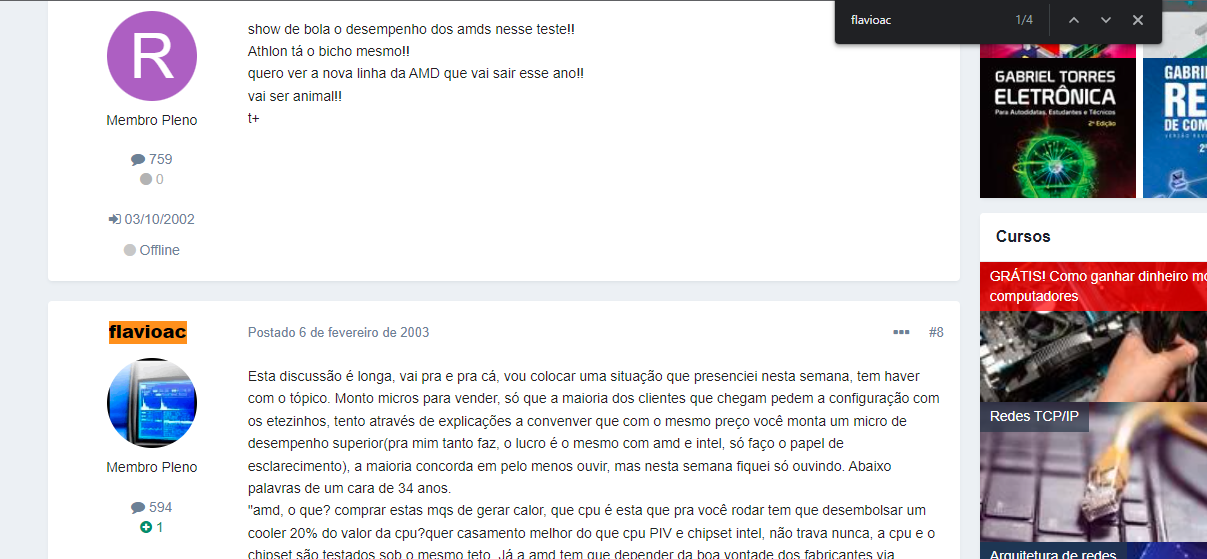 flavioac
1/4
R
show de bola o desempenho dos amds nesse teste!!
Athlon tá o bicho mesmo!!
quero ver a nova linha da AMD que vai sair esse ano!!
vai ser animal!!
t+
Membro Pleno
759
0
03/10/2002
Offline
GABRIEL TORRES
ELETRÔNICA
Para Autodidatas, Estudantes e Técnicos
2ª Edição
Cursos
GRÁTIS! Como ganhar dinheiro
computadores
Redes TCP/IP
Arquitetura de redes
flavioac
Postado 6 de fevereiro de 2003
#8
Esta discussão é longa, vai pra e pra cá, vou colocar uma situação que presenciei nesta semana, tem haver
com o tópico. Monto micros para vender, só que a maioria dos clientes que chegam pedem a configuração com
os etezinhos, tento através de explicações a convenver que com o mesmo preço você monta um micro de
desempenho superior(pra mim tanto faz, o lucro é o mesmo com amd e intel, só faço o papel de
esclarecimento), a maioria concorda em pelo menos ouvir, mas nesta semana fiquei só ouvindo. Abaixo
palavras de um cara de 34 anos.
"amd, o que? comprar estas mqs de gerar calor, que cpu é esta que pra você rodar tem que desembolsar um
cooler 20% do valor da cpu?quer casamento melhor do que cpu PIV e chipset intel, não trava nunca, a cpu e o
chipset são testados sob o mesmo teto. Já a amd tem que depender da boa vontade dos fabricantes via
Membro Pleno
594
1